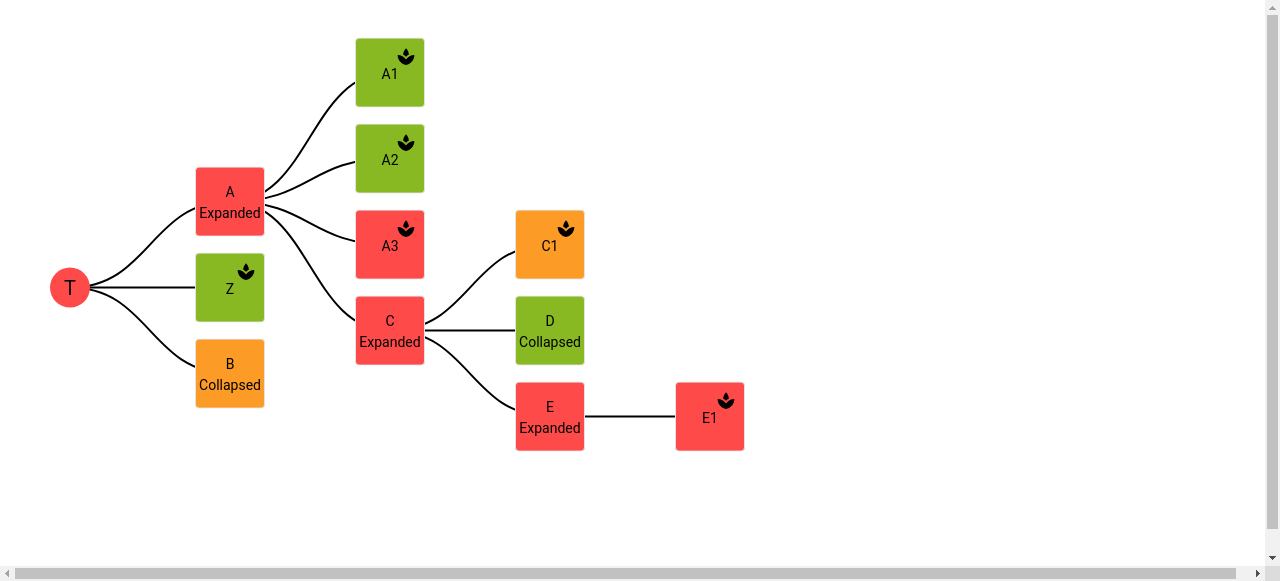 A1
A2
A
Expanded
A3
C1
T
Z
C
Expanded
D
Collapsed
B
Collapsed
E
Expanded
E1